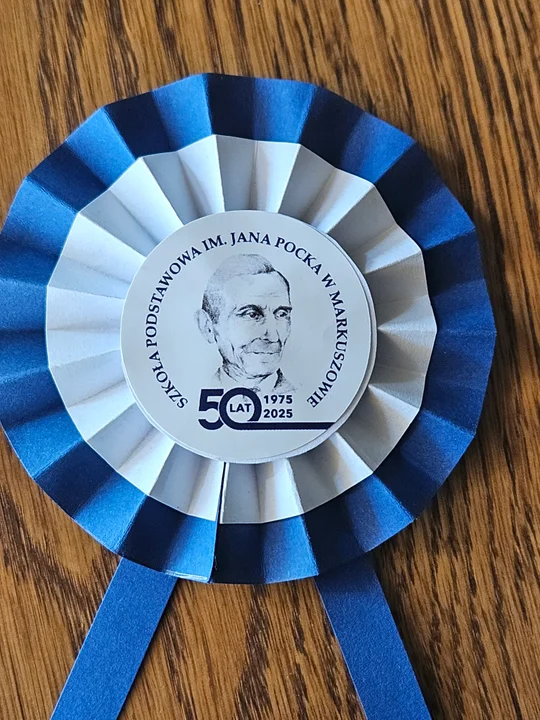 SZKOŁA PODSTAWOWA IM. JANA POCKA W MARKUSZOWIE
50 LAT 1975
2025